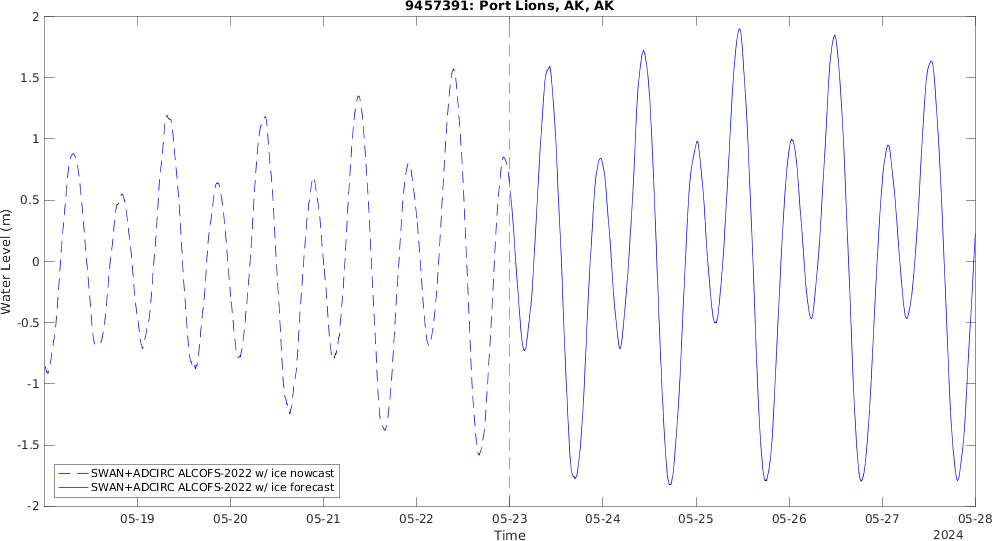 9457391: Port Lions, AK, AK
Water Level (m)
2
1.5
1
0.5
0
-0.5
-1
-1.5
-2
SWAN+ADCIRC ALCOFS-2022 w/ ice nowcast
SWAN+ADCIRC ALCOFS-2022 w/ ice forecast
05-19 05-20 05-21 05-22 05-23 05-24 05-25 05-26 05-27 05-28
Time
2024